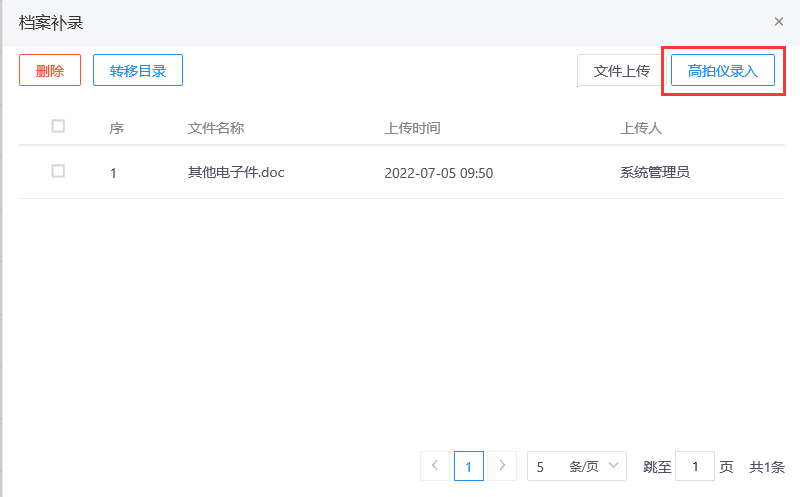 档案补录
删除 转移目录 文件上传 高拍仪录入
序 文件名称 上传时间 上传人
1 其他电子件.doc 2022-07-05 09:50 系统管理员
1 5 条/页 跳至 1 页 共1条